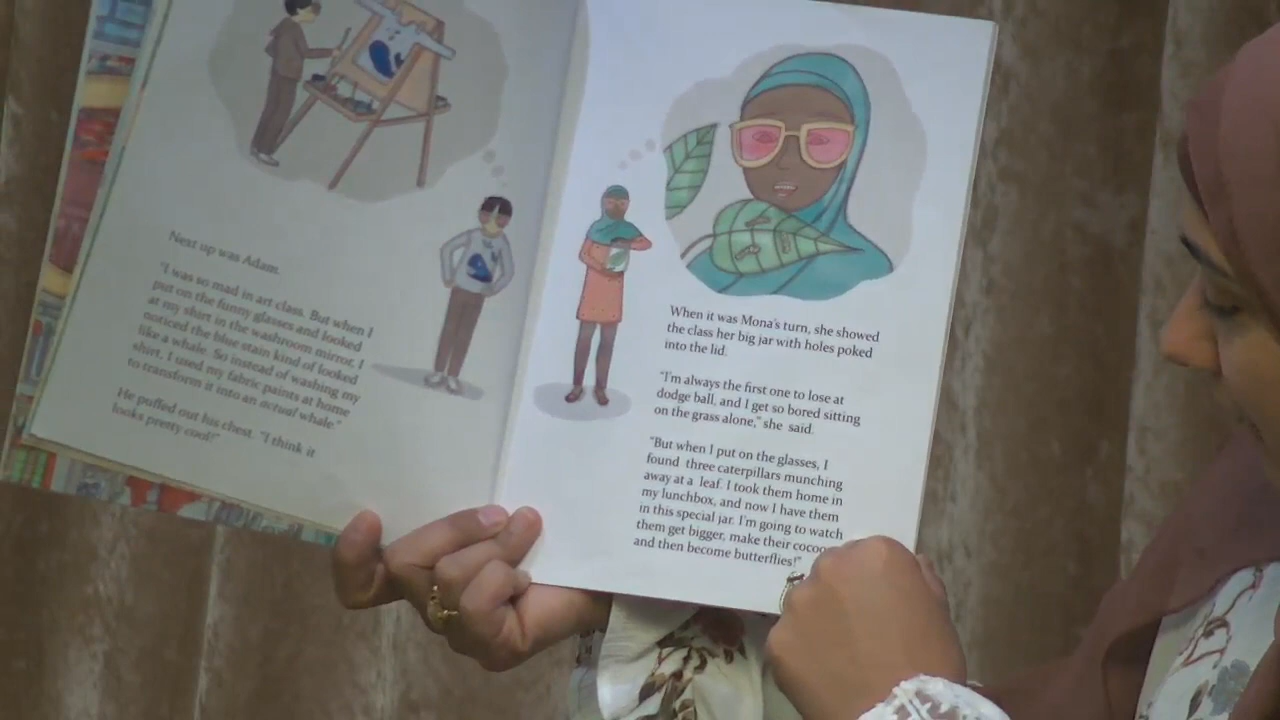 Next up was Adam.
"I was so mad in art class. But when I
put on the funny glasses and looked
at my shirt in the washroom mirror, I
noticed the blue stain kind of looked
like a whale. So instead of washing my
shirt, I used my fabric paints at home
to transform it into an actual whale."
He puffed out his chest. "I think it
looks pretty cool!"
When it was Mona's turn, she showed
the class her big jar with holes poked
into the lid.
"I'm always the first one to lose at
dodge ball, and I get so bored sitting
on the grass alone," she said.
"But when I put on the glasses, I
found three caterpillars munching
away at a leaf. I took them home in
my lunchbox, and now I have them
in this special jar. I'm going to watch
them get bigger, make their
and then become butterflies!"